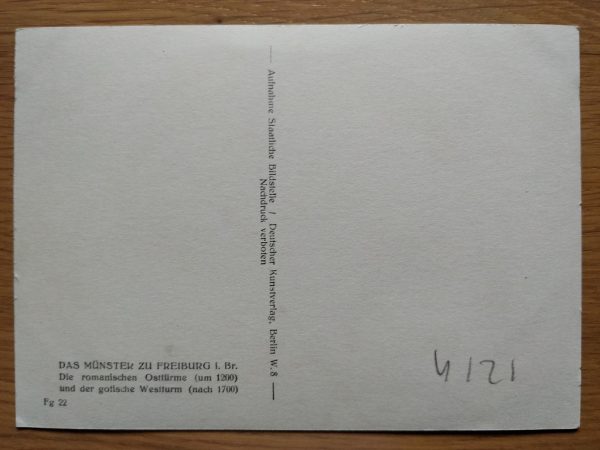 Aufnahme Staatliche Bildstelle / Deutscher Kunstverlag, Berlin W. 8
Nachdruck verboten
DAS MÜNSTER ZU FREIBURG i. Br.
Die romanischen Osttürme (um 1200)
und der gotische Westturm (nach 1700)
Fg 22